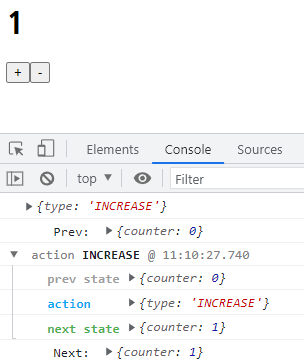 1
+ -
Elements Console Sources
top Filter
{type: 'INCREASE'}
Prev: {counter: 0}
action INCREASE @ 11:10:27.740
prev state {counter: 0}
action {type: 'INCREASE'}
next state {counter: 1}
Next: {counter: 1}